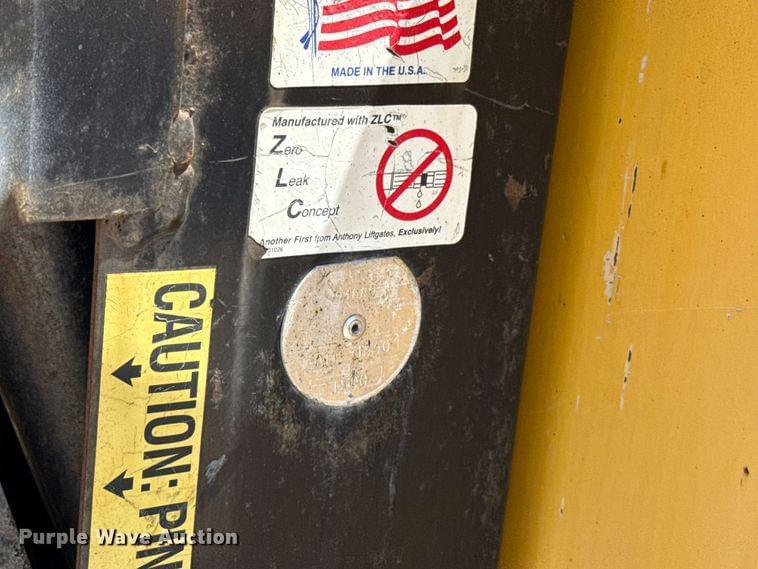 MADE IN THE U.S.A.
Manufactured with ZLC™
Zero
Leak
Concept
Another First from Anthony Liftgates, Exclusively!
CAUTION: PIN
Purple Wave Auction